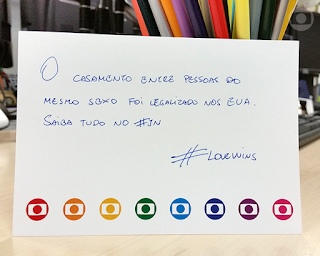 O CASAMENTO ENTRE PESSOAS DO
MESMO SEXO FOI LEGALIZADO NOS EUA.
SAIBA TUDO NO #JN
#LOVEWINS